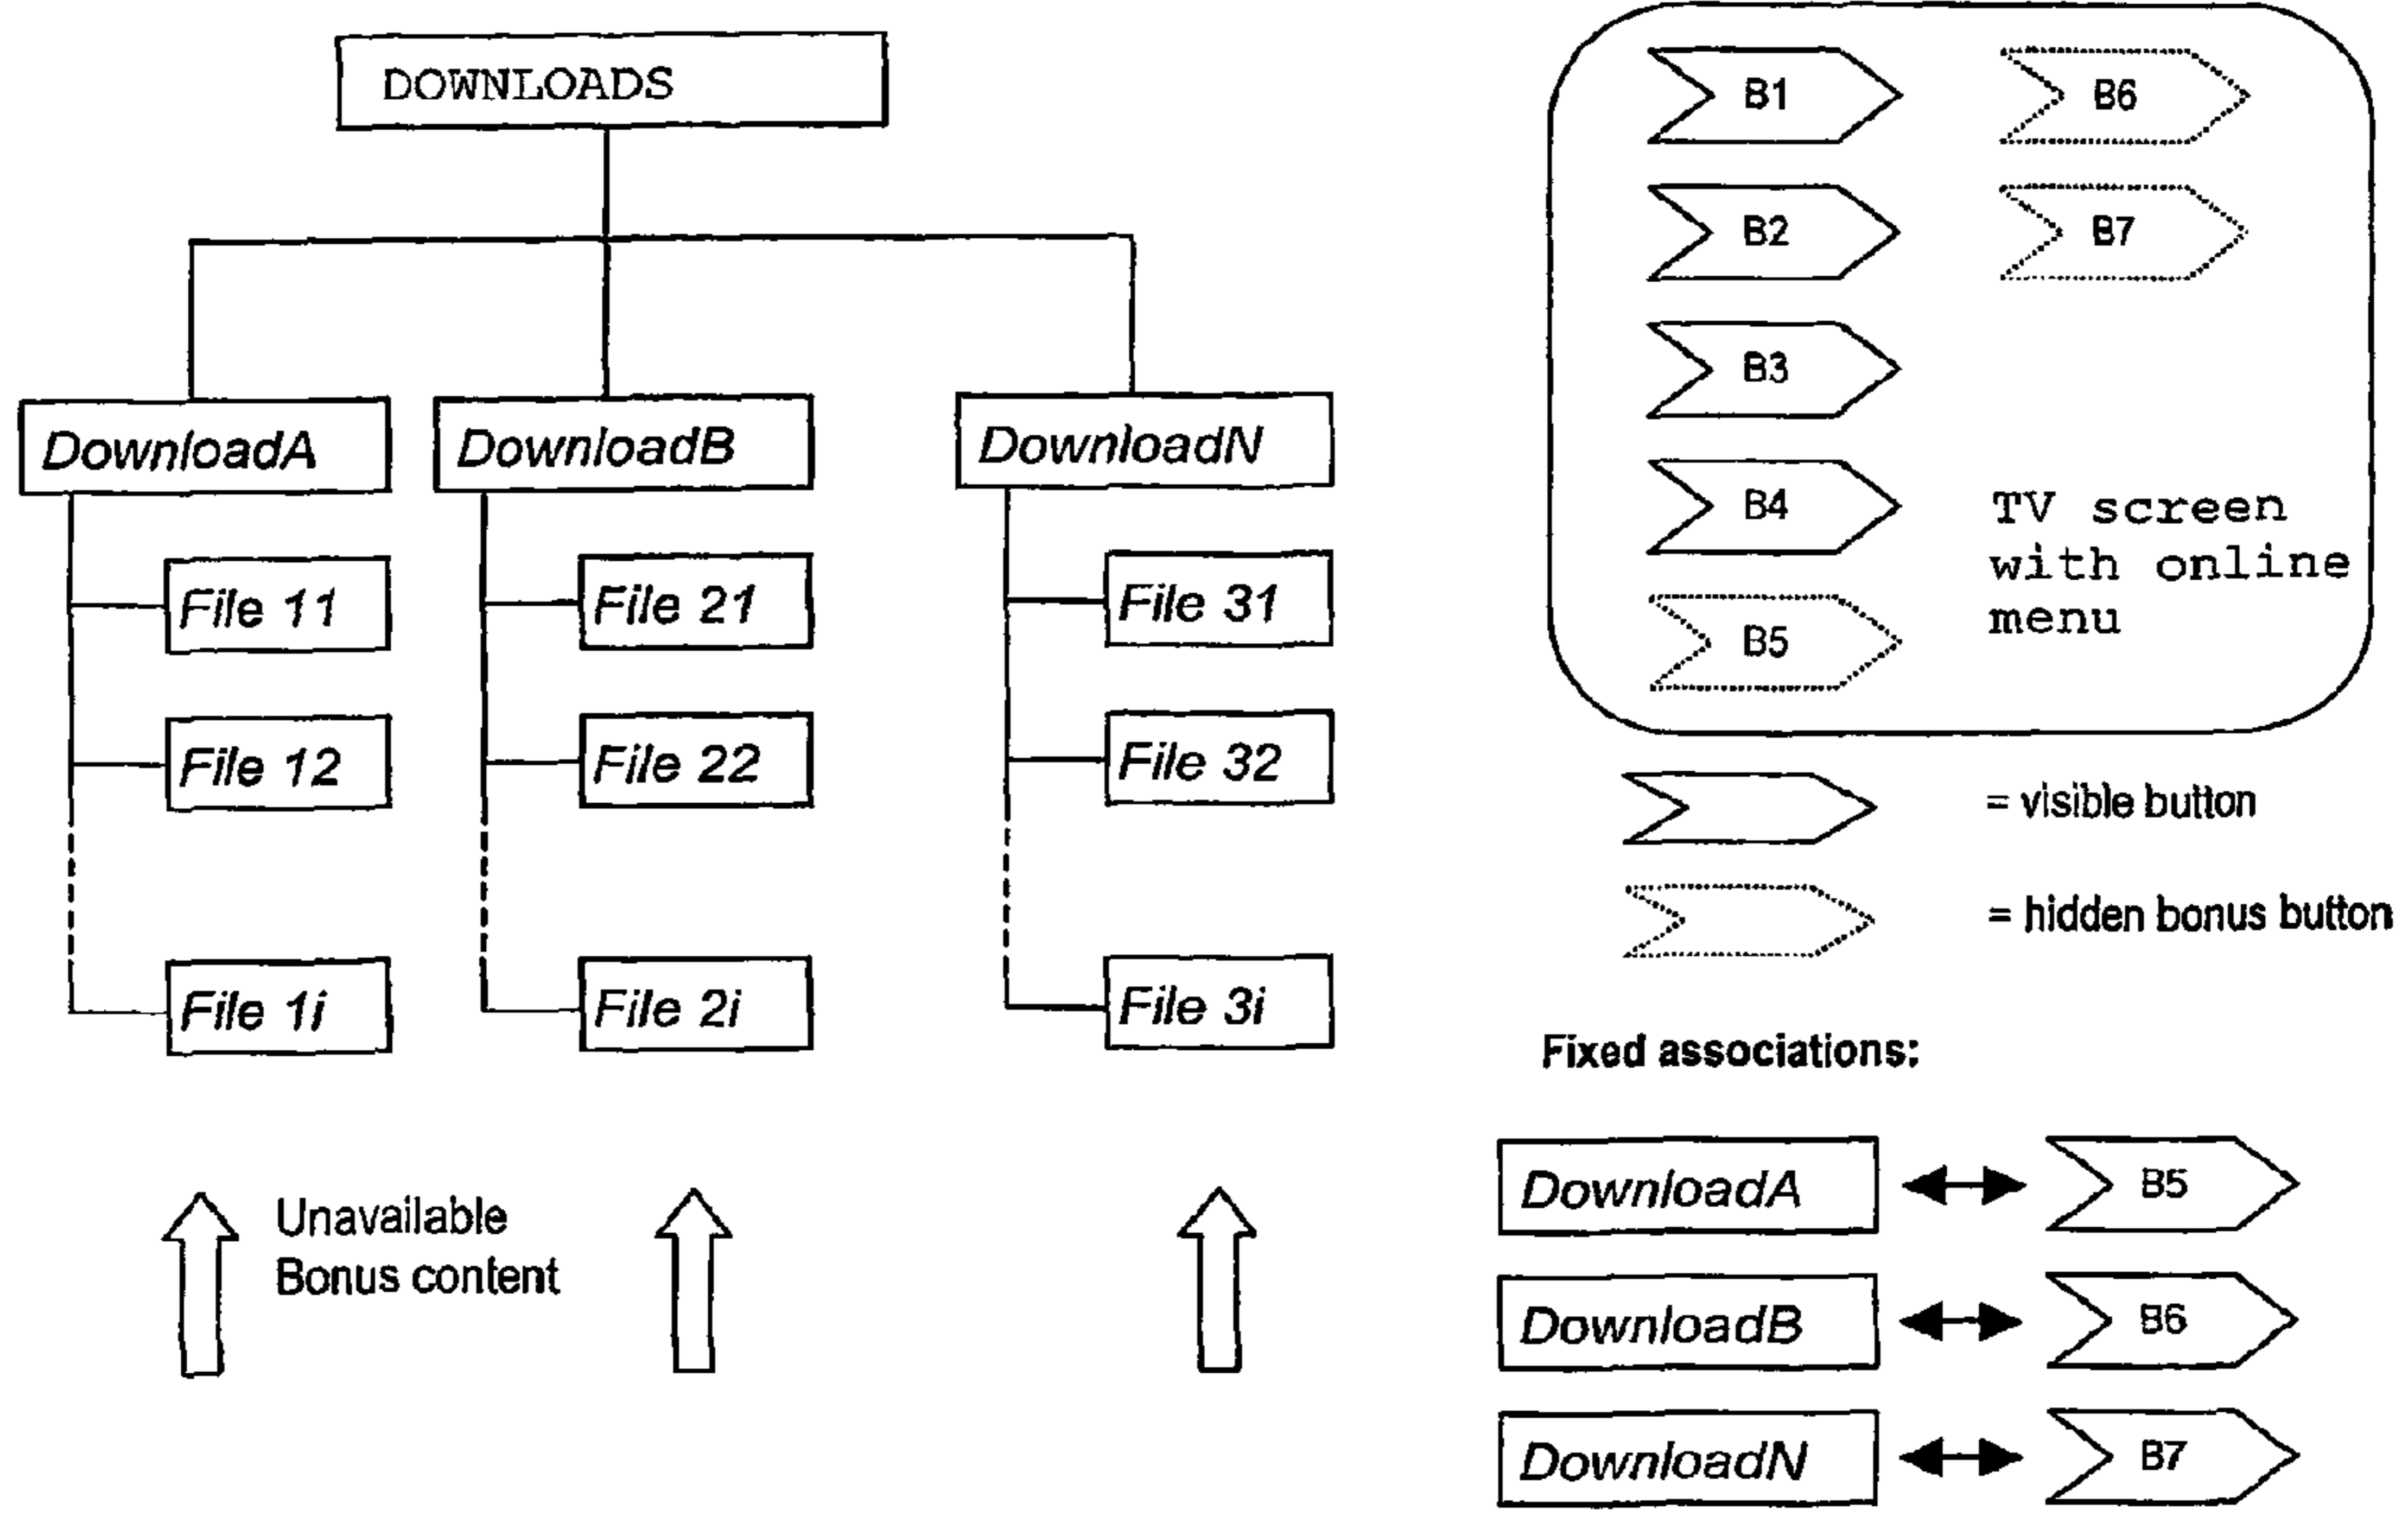 DOWNLOADS
DownloadA
DownloadB
DownloadN
File 11
File 21
File 31
File 12
File 22
File 32
File 1i
File 2i
File 3i
Unavailable
Bonus content
B1
B6
B2
B7
B3
B4
B5
TV screen
with online
menu
= visible button
= hidden bonus button
Fixed associations:
DownloadA
B5
DownloadB
B6
DownloadN
B7